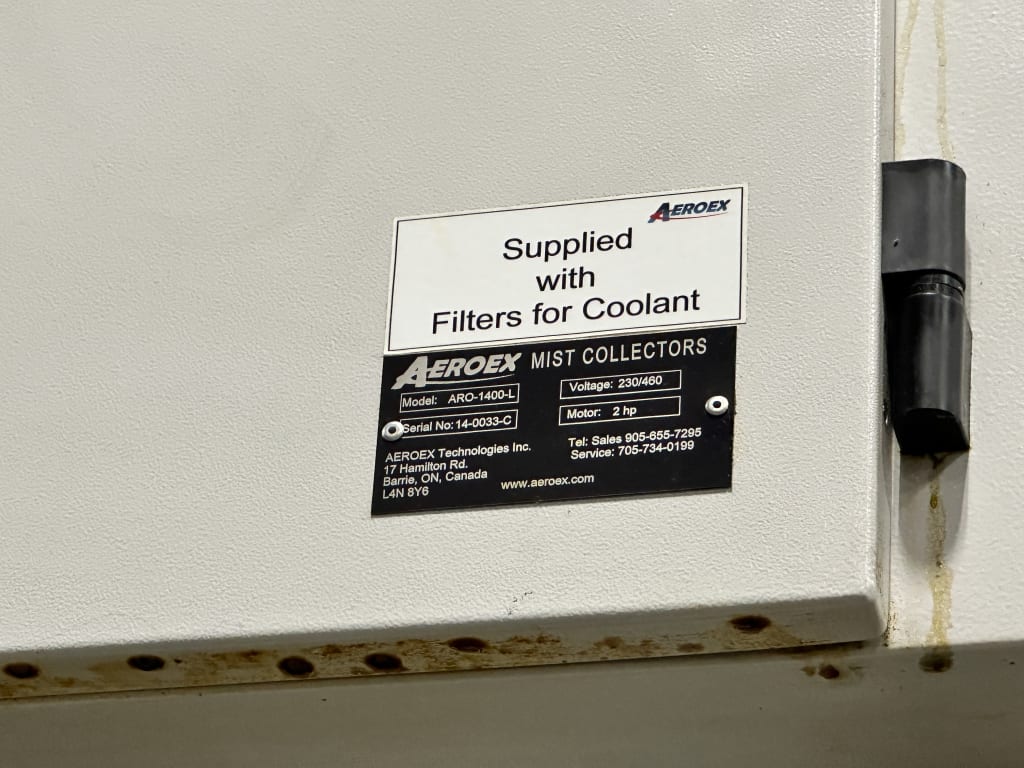 AEROEX
Supplied
with
Filters for Coolant
AEROEX MIST COLLECTORS
Model: ARO-1400-L
Voltage: 230/460
Serial No: 14-0033-C
Motor: 2 hp
AEROEX Technologies Inc.
17 Hamilton Rd.
Barrie, ON, Canada
L4N 8Y6
Tel: Sales 905-655-7295
Service: 705-734-0199
www.aeroex.com